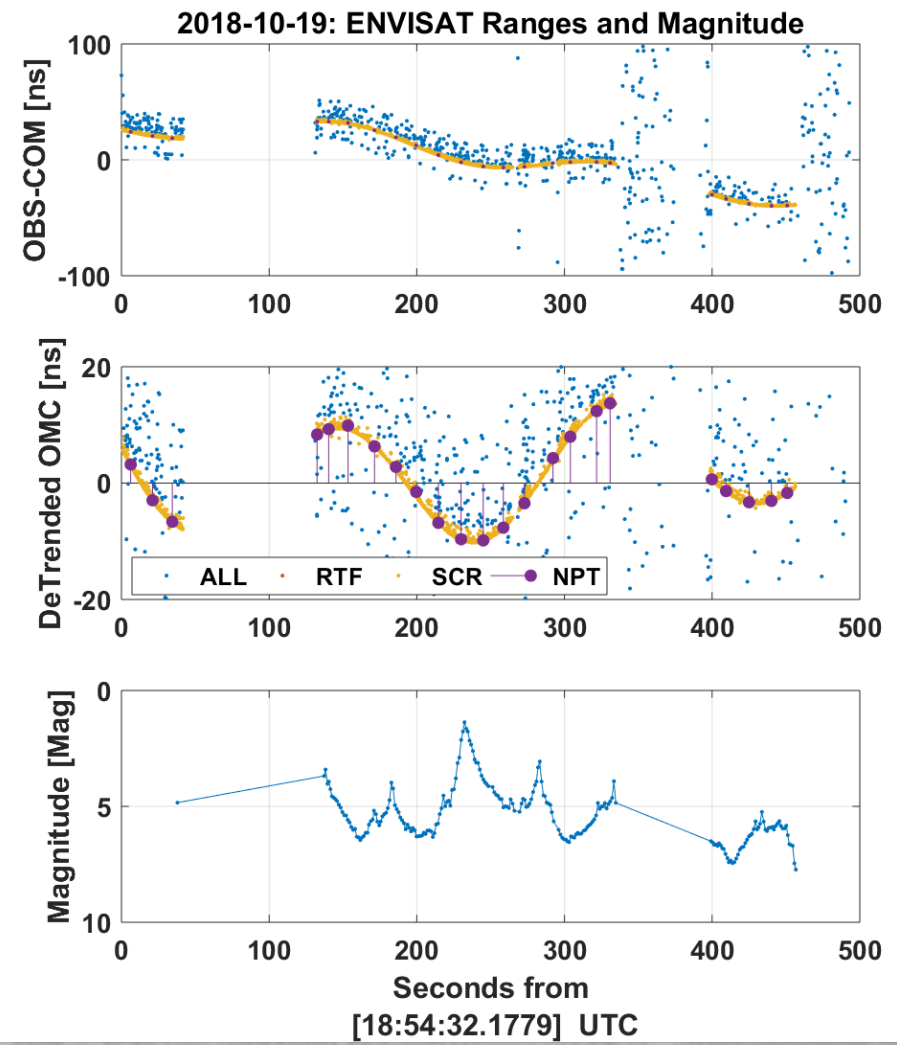 2018-10-19: ENVISAT Ranges and Magnitude
OBS-COM [ns]
100
0
-100
0 100 200 300 400 500
DeTrended OMC [ns]
20
0
-20
ALL RTF SCR NPT
0 100 200 300 400 500
Magnitude [Mag]
0
5
10
0 100 200 300 400 500
Seconds from
[18:54:32.1779] UTC